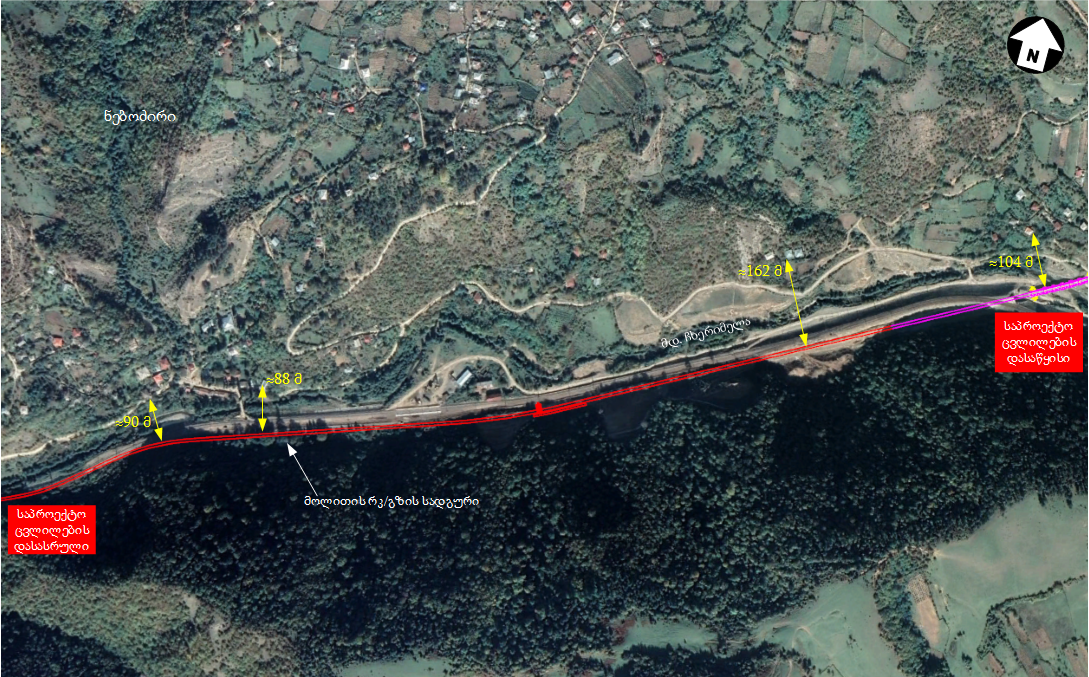 N
ნებოძირი
≈104 მ
≈162 მ
მდ. ჩხერიმელა
საპროექტო
ცვლილების
დასაწყისი
≈88 მ
≈90 მ
მოლითის რკ/გზის სადგური
საპროექტო
ცვლილების
დასასრული